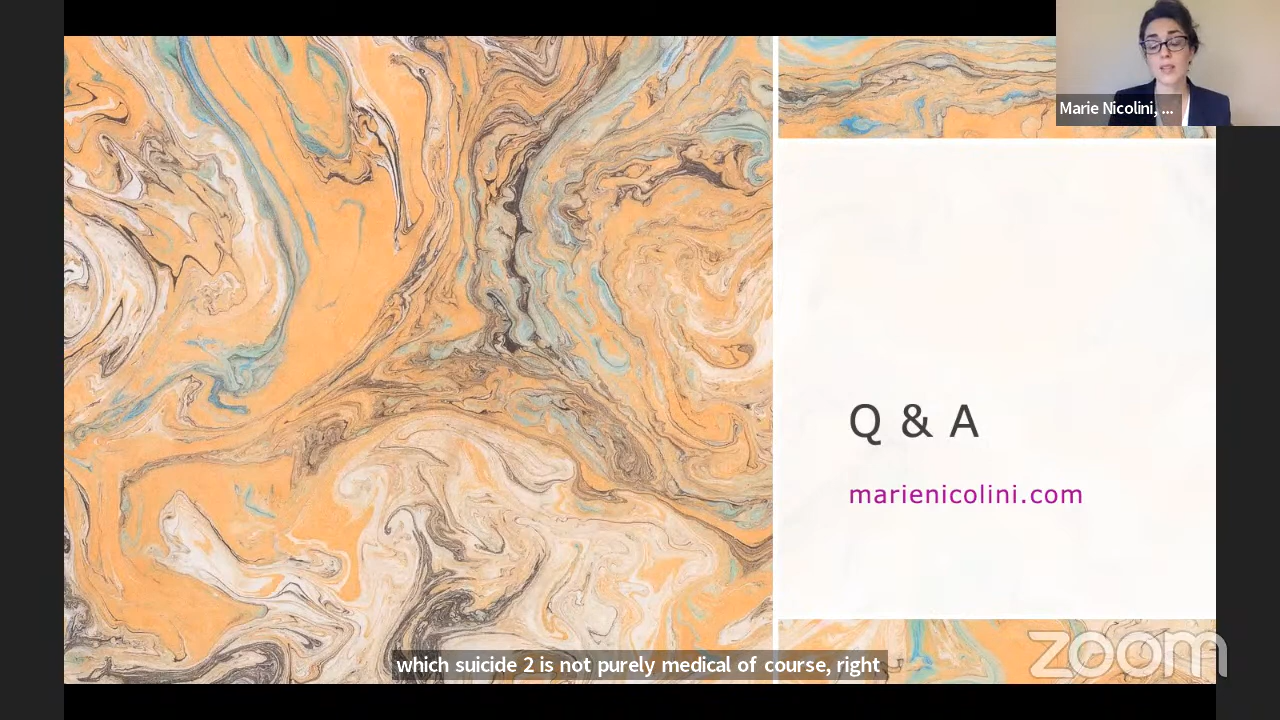 Marie Nicolini, ...
Q & A
marienicolini.com
which suicide 2 is not purely medical of course, right
zoom